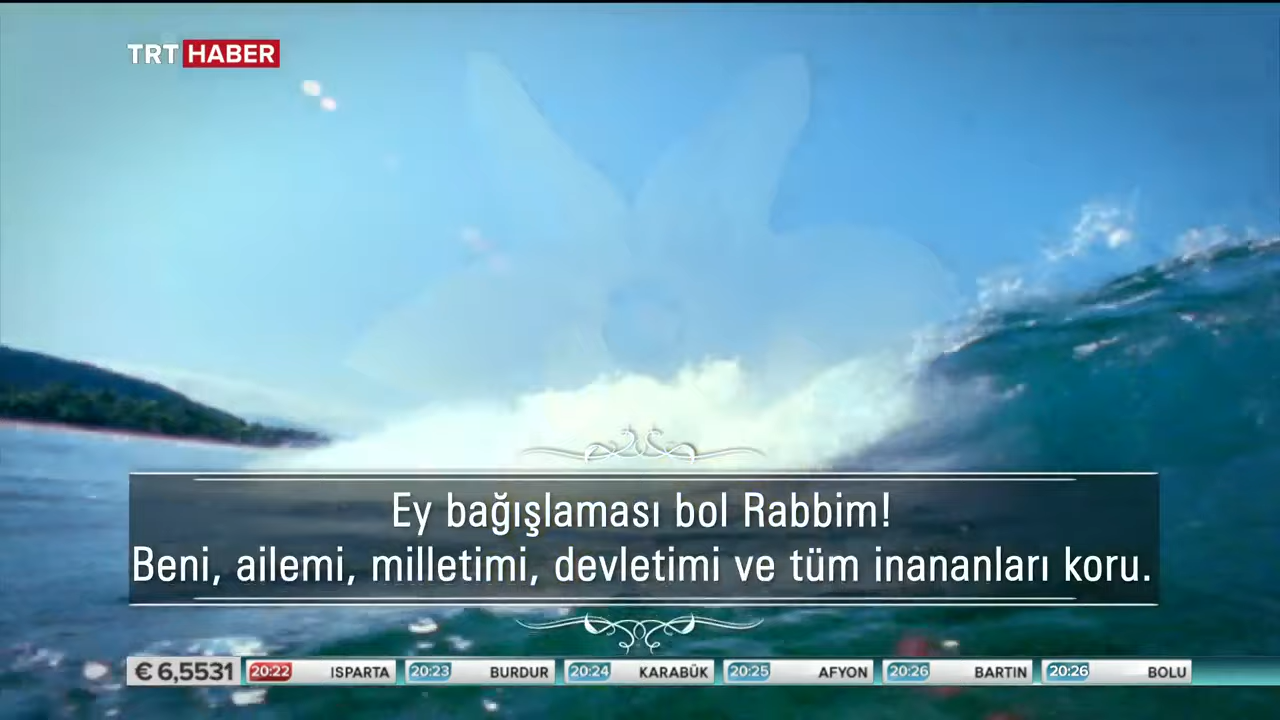 TRT HABER
Ey bağışlaması bol Rabbim!
Beni, ailemi, milletimi, devletimi ve tüm inananları koru.
€ 6,5531 20:22 ISPARTA 20:23 BURDUR 20:24 KARABÜK 20:25 AFYON 20:26 BARTIN 20:26 BOLU